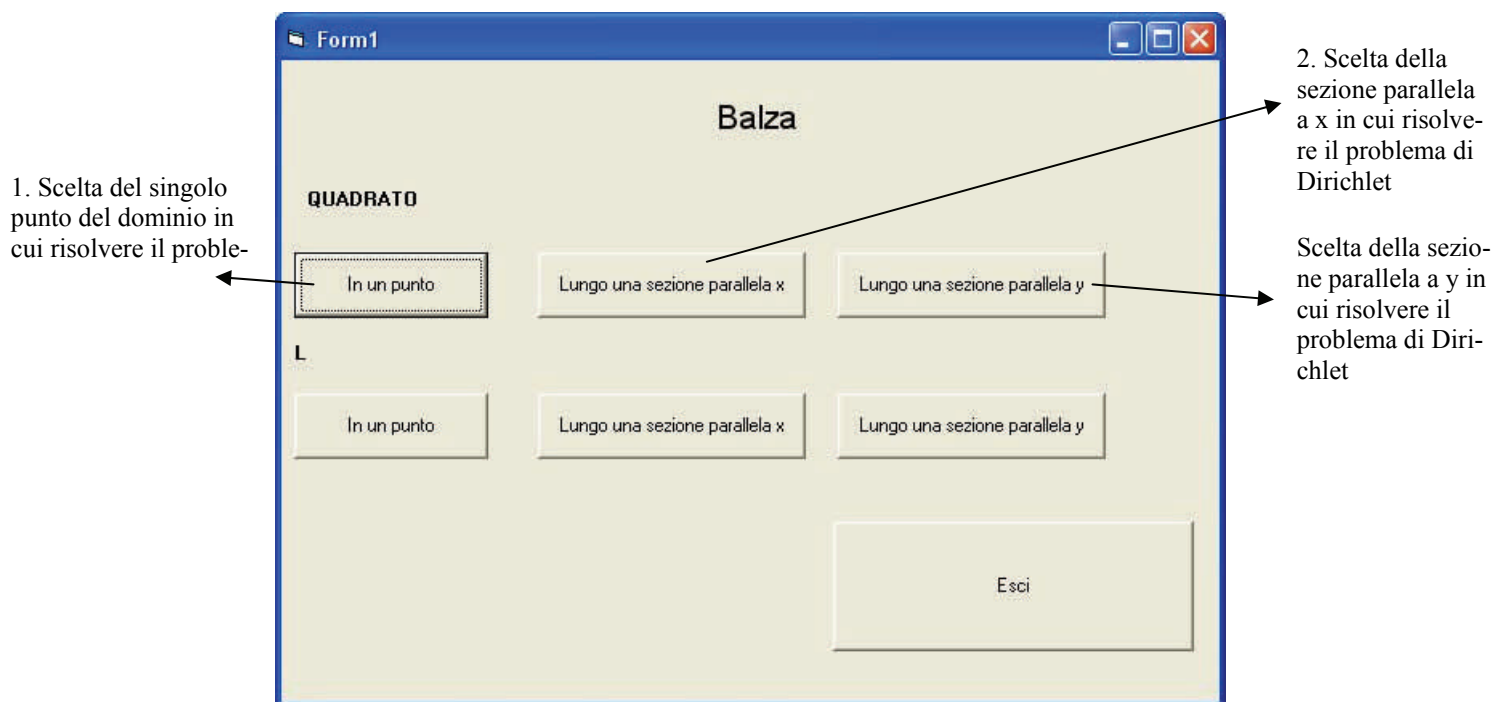 Form1
Balza
1. Scelta del singolo
punto del dominio in
cui risolvere il proble-
2. Scelta della
sezione parallela
a x in cui risolve-
re il problema di
Dirichlet
QUADRATO
In un punto
Lungo una sezione parallela x
Lungo una sezione parallela y
Scelta della sezio-
ne parallela a y in
cui risolvere il
problema di Diri-
chlet
L
In un punto
Lungo una sezione parallela x
Lungo una sezione parallela y
Esci